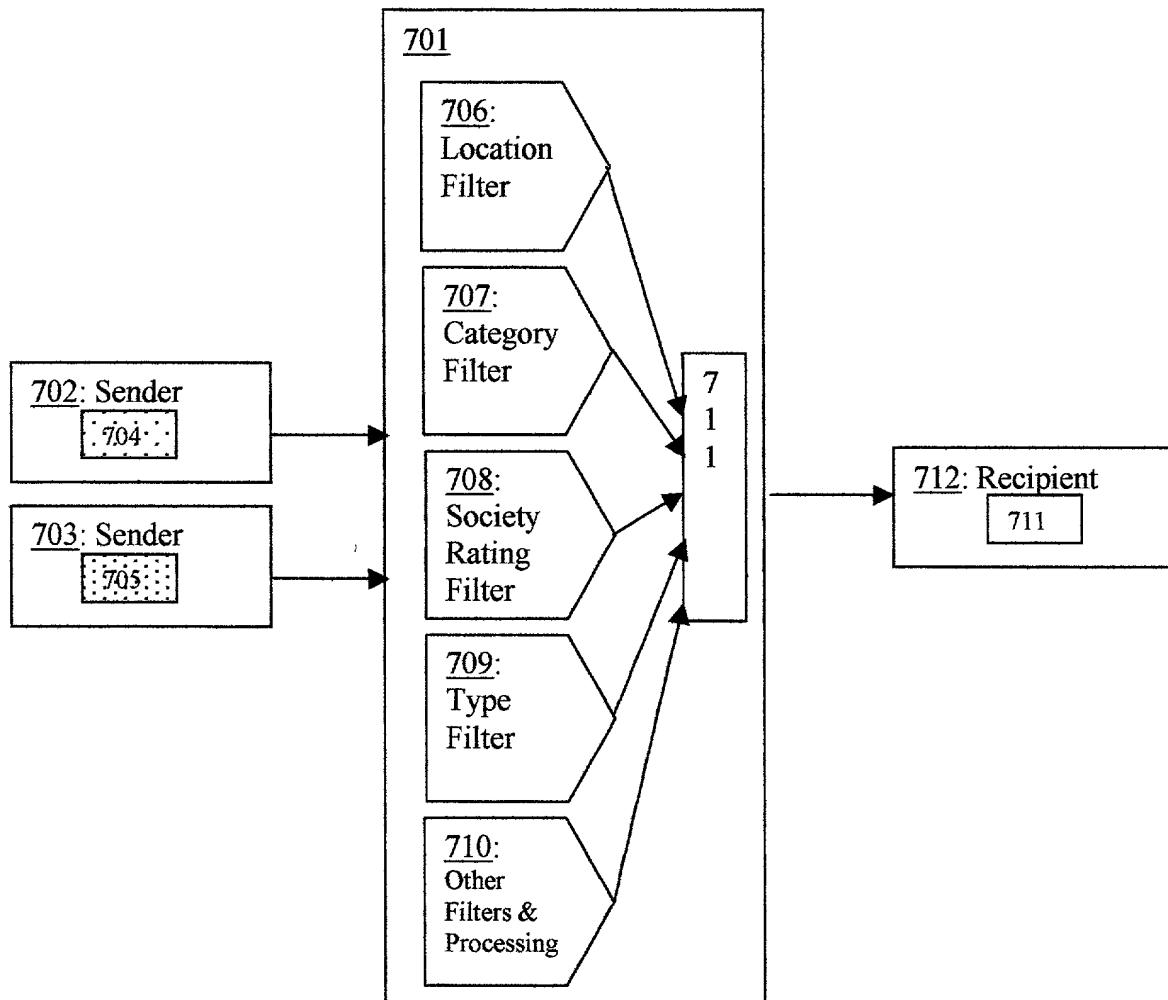 701
706:
Location
Filter
707:
Category
Filter
708:
Society
Rating
Filter
709:
Type
Filter
710:
Other
Filters &
Processing
7
1
1
702: Sender
704
703: Sender
705
712: Recipient
711